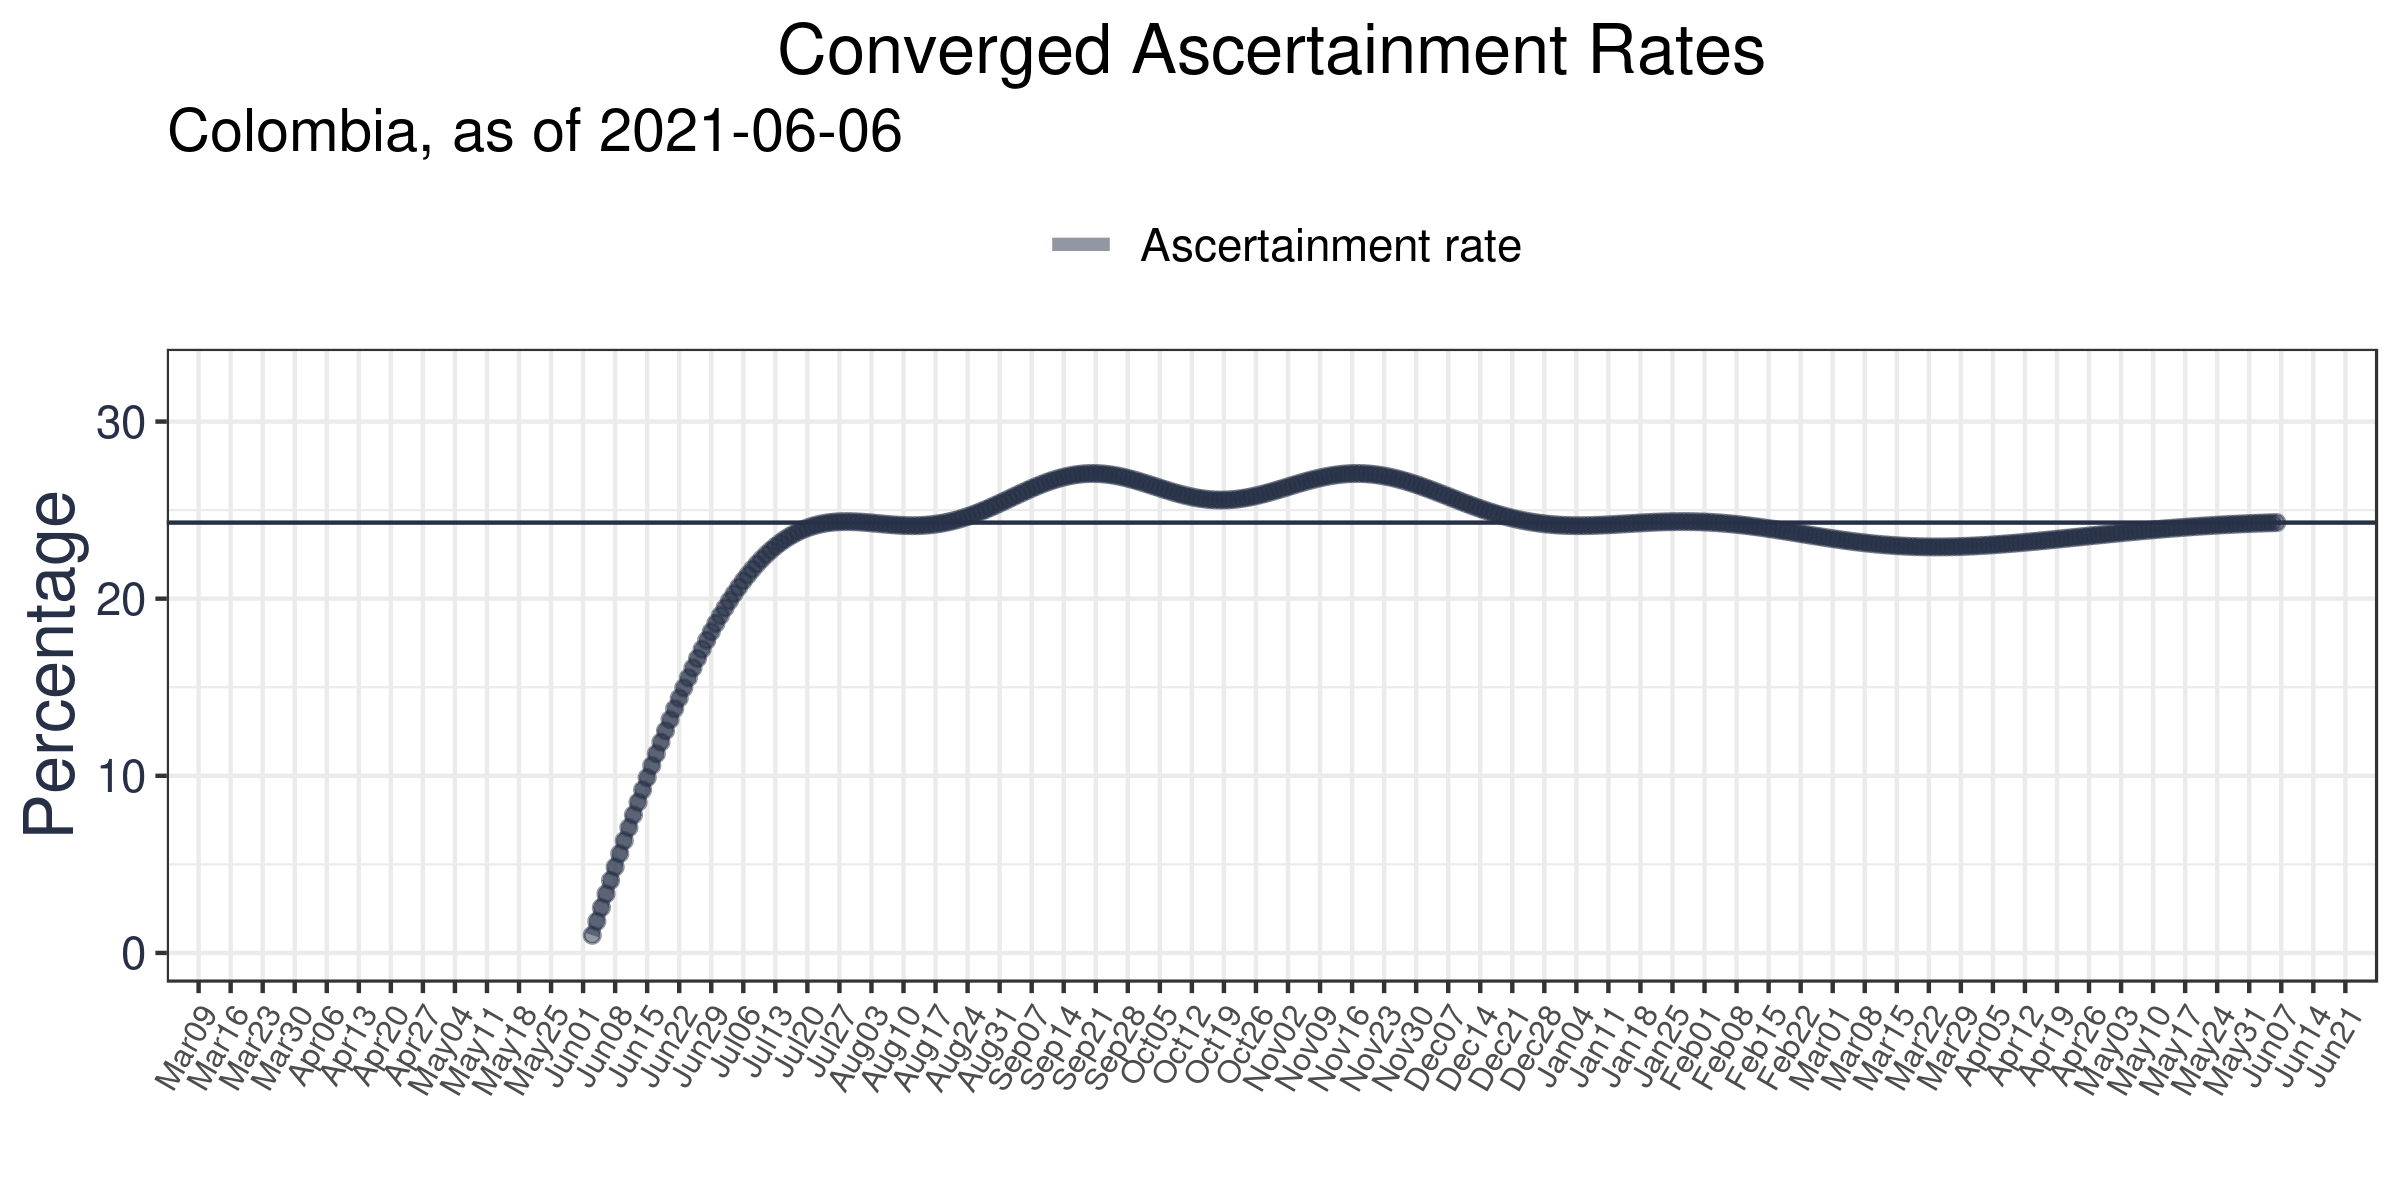 Converged Ascertainment Rates
Colombia, as of 2021-06-06
Ascertainment rate
Percentage
30
20
10
0
Mar09
Mar16
Mar23
Mar30
Apr06
Apr13
Apr20
Apr27
May04
May11
May18
May25
Jun01
Jun08
Jun15
Jun22
Jun29
Jul06
Jul13
Jul20
Jul27
Aug03
Aug10
Aug17
Aug24
Aug31
Sep07
Sep14
Sep21
Sep28
Oct05
Oct12
Oct19
Oct26
Nov02
Nov09
Nov16
Nov23
Nov30
Dec07
Dec14
Dec21
Dec28
Jan04
Jan11
Jan18
Jan25
Feb01
Feb08
Feb15
Feb22
Mar01
Mar08
Mar15
Mar22
Mar29
Apr05
Apr12
Apr19
Apr26
May03
May10
May17
May24
May31
Jun07
Jun14
Jun21